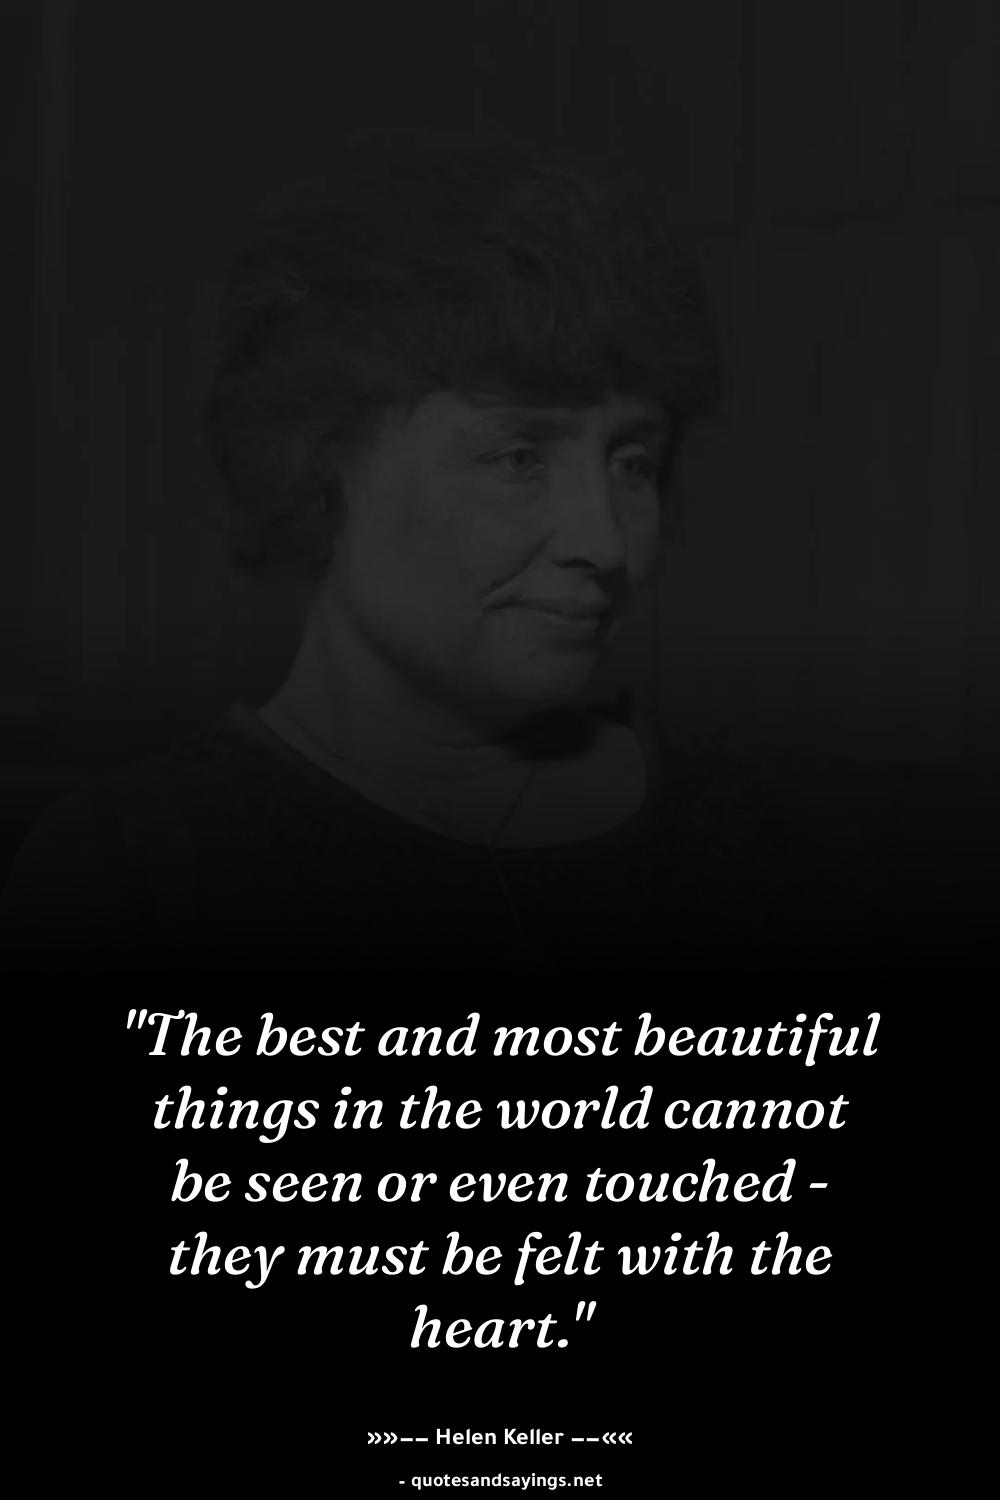 "The best and most beautiful
things in the world cannot
be seen or even touched -
they must be felt with the
heart."
»»–– Helen Keller ––««
- quotesandsayings.net